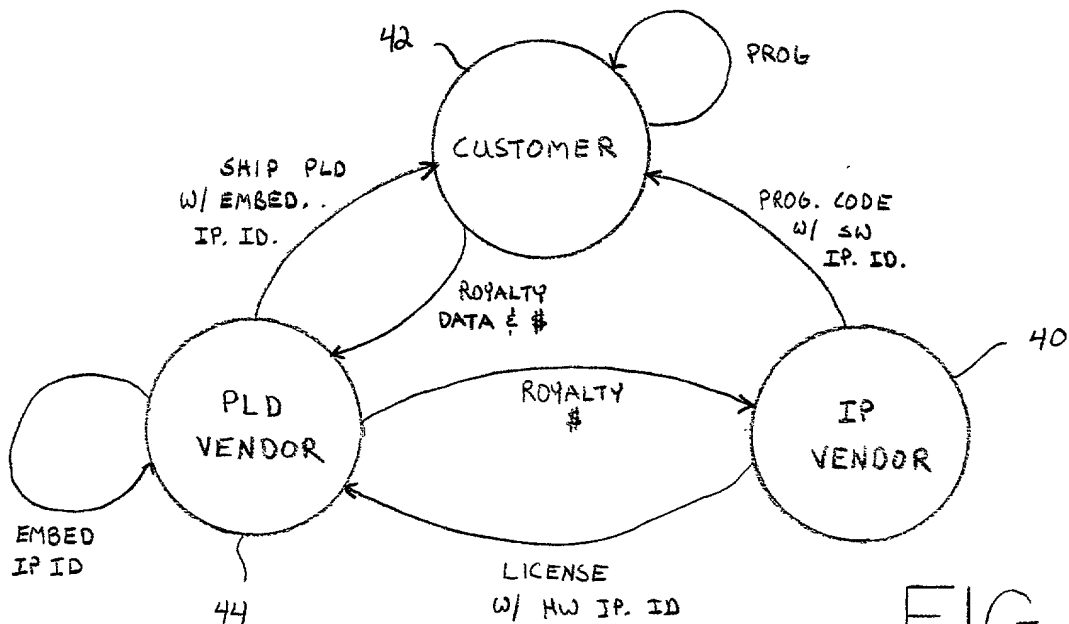 42
PROG
CUSTOMER
SHIP PLD
W/ EMBED..
IP. ID.
PROG. CODE
W/ SW
IP. ID.
ROYALTY
DATA & $
40
PLD
VENDOR
ROYALTY
$
IP
VENDOR
EMBED
IP ID
LICENSE
W/ HW IP. ID
44
FIG